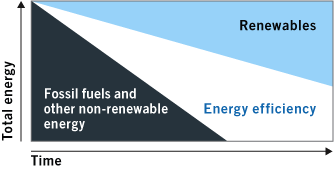 Renewables
Total energy
Fossil fuels and
other non-renewable
energy
Energy efficiency
Time